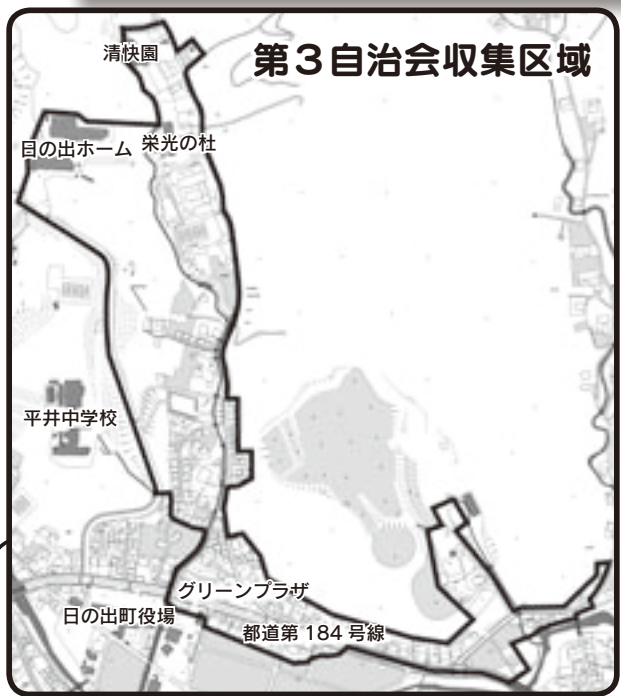 第3自治会収集区域
清快園
日の出ホーム
栄光の杜
平井中学校
グリーンプラザ
日の出町役場
都道第184号線